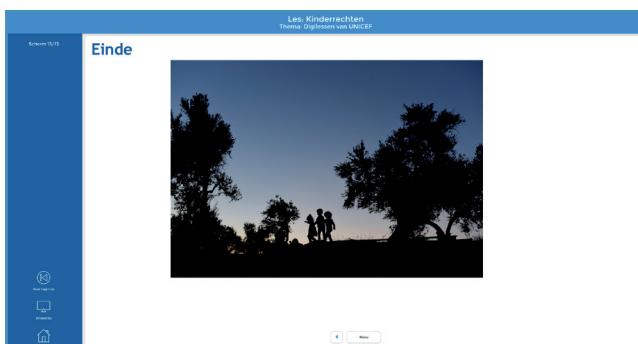 Les: Kinderrechten
Thema: Digilessen van UNICEF
Scherm 13/13
Einde
Menu